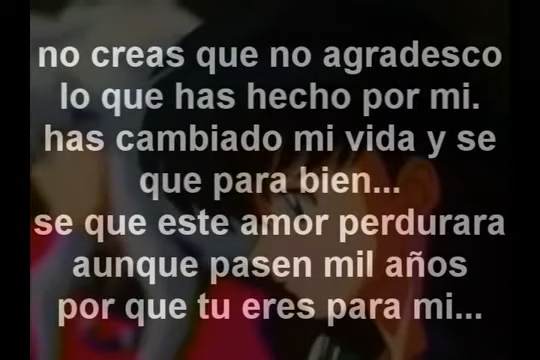 no creas que no agradesco
lo que has hecho por mi.
has cambiado mi vida y se
que para bien...
se que este amor perdurara
aunque pasen mil años
por que tu eres para mi...